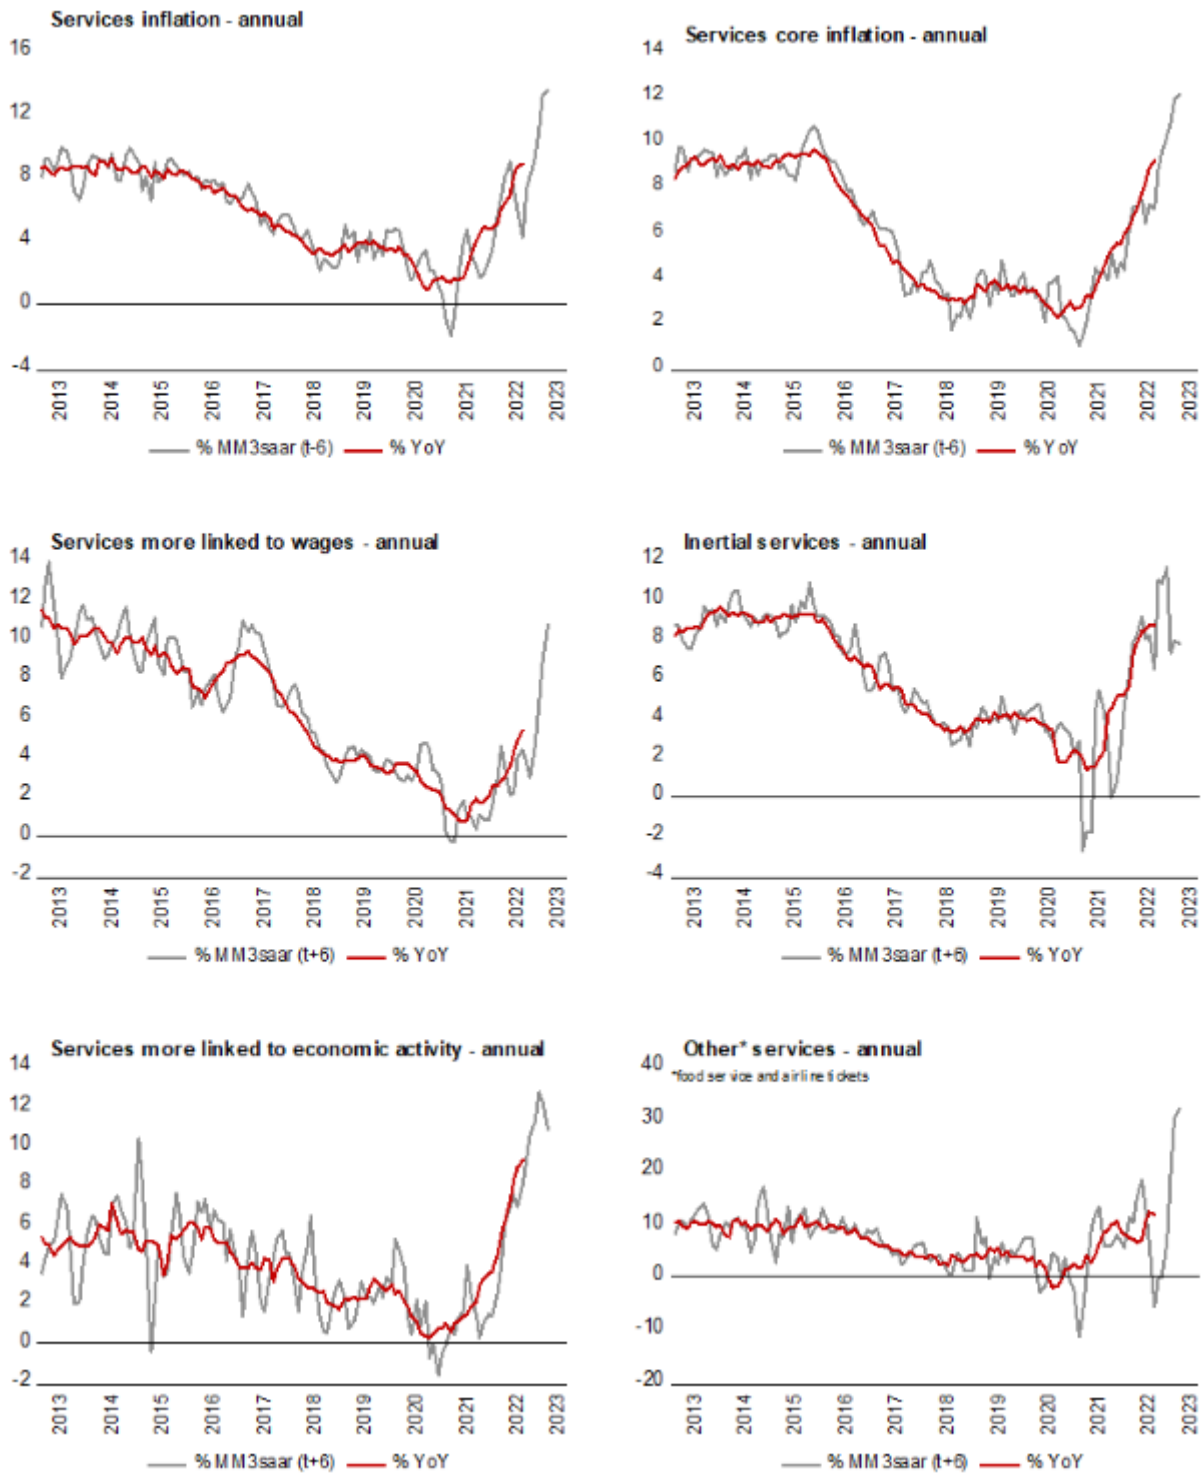 Services inflation - annual
16
12
8
4
0
-4
2013 2014 2015 2016 2017 2018 2019 2020 2021 2022 2023
% MM3saar (t-6) % YoY
Services core inflation - annual
14
12
10
8
6
4
2
0
2013 2014 2015 2016 2017 2018 2019 2020 2021 2022 2023
% MM3saar (t-6) % YoY
Services more linked to wages - annual
14
12
10
8
6
4
2
0
-2
2013 2014 2015 2016 2017 2018 2019 2020 2021 2022 2023
% MM3saar (t+6) % YoY
Inertial services - annual
12
10
8
6
4
2
0
-2
-4
2013 2014 2015 2016 2017 2018 2019 2020 2021 2022 2023
% MM3saar (t+6) % YoY
Services more linked to economic activity - annual
14
12
10
8
6
4
2
0
-2
2013 2014 2015 2016 2017 2018 2019 2020 2021 2022 2023
% MM3saar (t+6) % YoY
Other* services - annual
*food service and airline tickets
40
30
20
10
0
-10
-20
2013 2014 2015 2016 2017 2018 2019 2020 2021 2022 2023
% MM3saar (t+6) % YoY